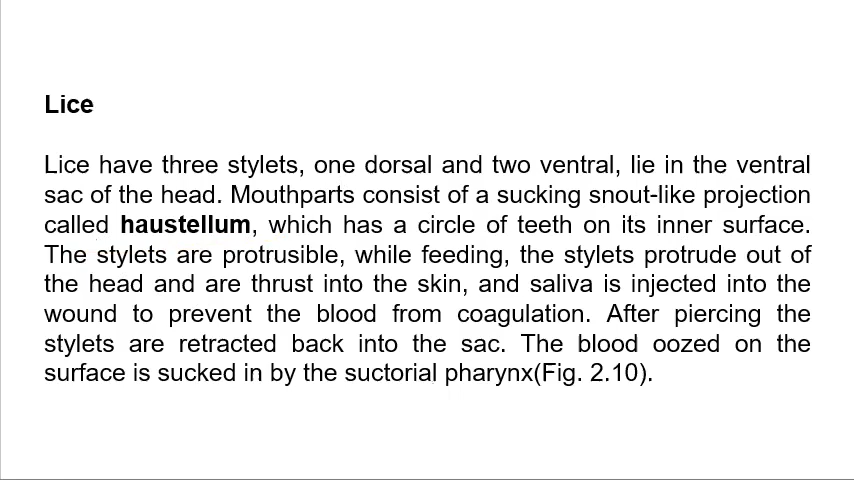 Lice
Lice have three stylets, one dorsal and two ventral, lie in the ventral
sac of the head. Mouthparts consist of a sucking snout-like projection
called haustellum, which has a circle of teeth on its inner surface.
The stylets are protrusible, while feeding, the stylets protrude out of
the head and are thrust into the skin, and saliva is injected into the
wound to prevent the blood from coagulation. After piercing the
stylets are retracted back into the sac. The blood oozed on the
surface is sucked in by the suctorial pharynx(Fig. 2.10).